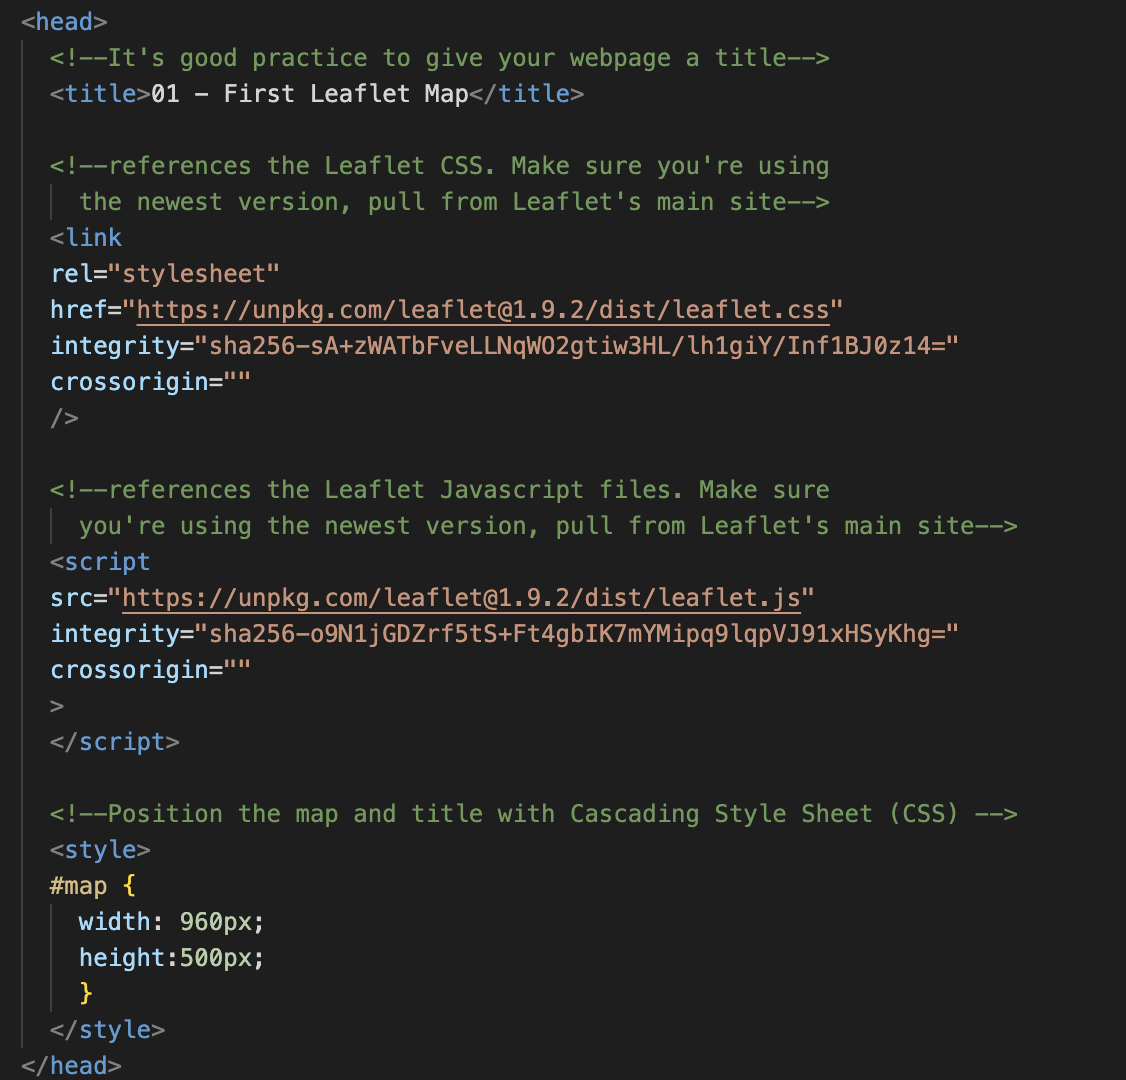 <head>
<!--It's good practice to give your webpage a title-->
<title>01 - First Leaflet Map</title>
<!--references the Leaflet CSS. Make sure you're using
the newest version, pull from Leaflet's main site-->
<link
rel="stylesheet"
href="https://unpkg.com/leaflet@1.9.2/dist/leaflet.css"
integrity="sha256-sA+zWATbFveLLNqWO2gtiw3HL/lh1giY/Inf1BJ0z14="
crossorigin=""
/>
<!--references the Leaflet Javascript files. Make sure
you're using the newest version, pull from Leaflet's main site-->
<script
src="https://unpkg.com/leaflet@1.9.2/dist/leaflet.js"
integrity="sha256-o9N1jGDZrf5tS+Ft4gbIK7mYMipq9lqpVJ91xHSyKhg="
crossorigin=""
>
</script>
<!--Position the map and title with Cascading Style Sheet (CSS) -->
<style>
#map {
width: 960px;
height:500px;
}
</style>
</head>